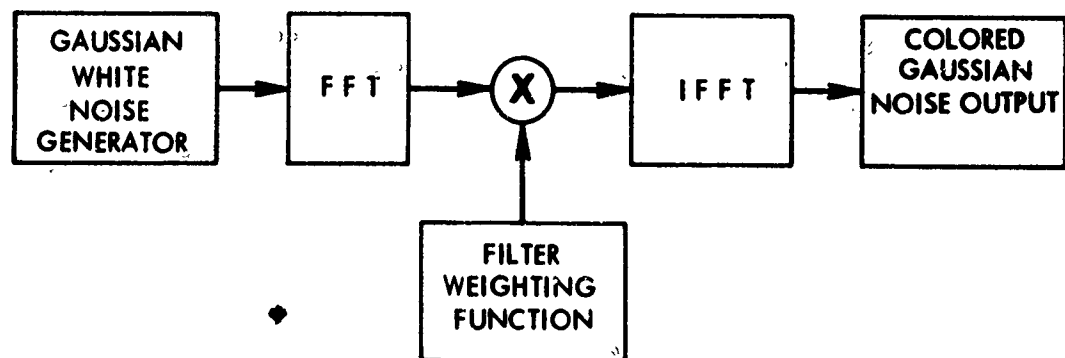 GAUSSIAN
WHITE
NOISE
GENERATOR
FFT
X
IFFT
COLORED
GAUSSIAN
NOISE OUTPUT
FILTER
WEIGHTING
FUNCTION